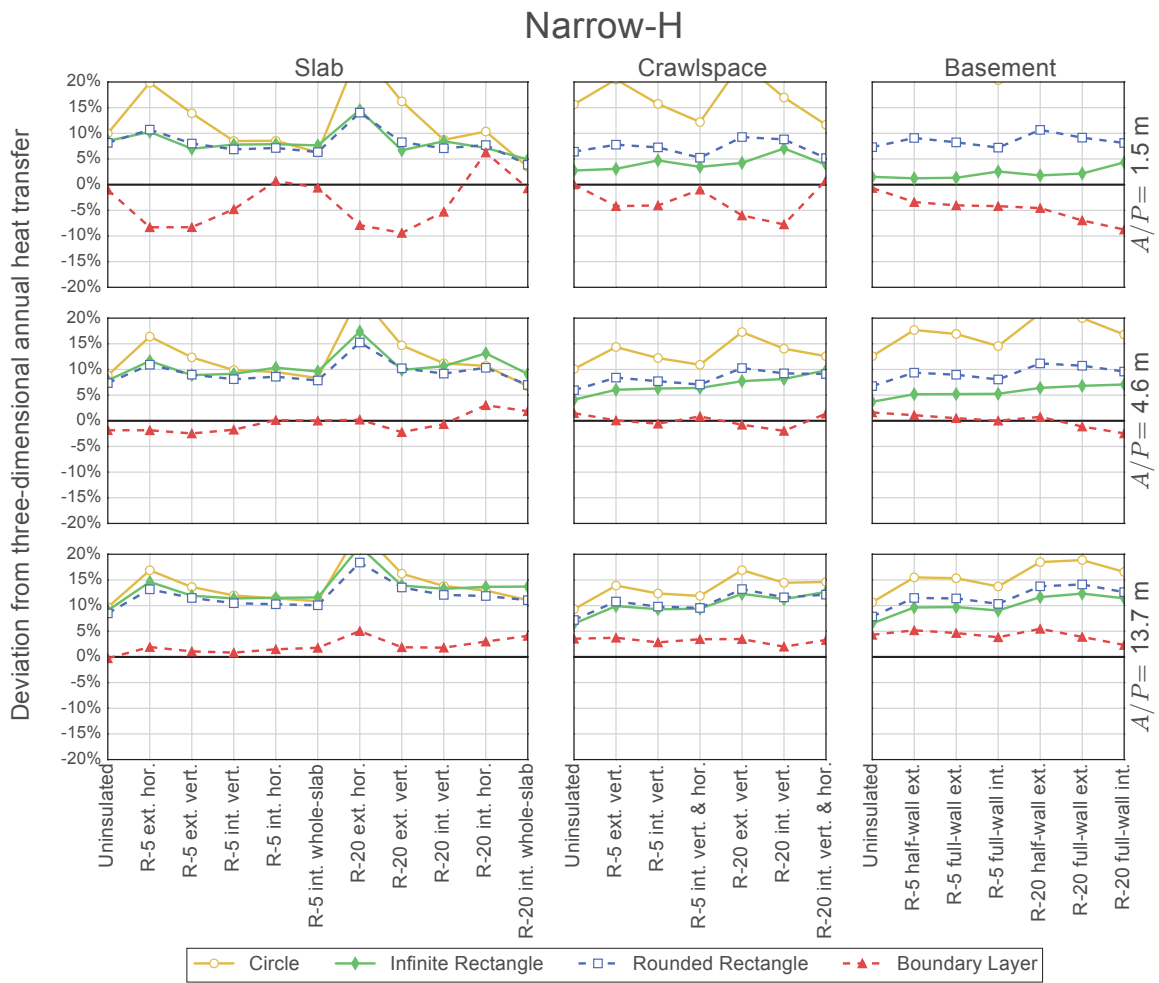 Narrow-H
Slab
Crawlspace
Basement
Deviation from three-dimensional annual heat transfer
20%
15%
10%
5%
0%
-5%
-10%
-15%
-20%
A/P= 1.5 m
20%
15%
10%
5%
0%
-5%
-10%
-15%
-20%
A/P= 4.6 m
20%
15%
10%
5%
0%
-5%
-10%
-15%
-20%
A/P= 13.7 m
Uninsulated
R-5 ext. hor.
R-5 ext. vert.
R-5 int. vert.
R-5 int. hor.
R-5 int. whole-slab
R-20 ext. hor.
R-20 ext. vert.
R-20 int. vert.
R-20 int. hor.
R-20 int. whole-slab
Uninsulated
R-5 ext. vert.
R-5 int. vert.
R-5 int. vert. & hor.
R-20 ext. vert.
R-20 int. vert.
R-20 int. vert. & hor.
Uninsulated
R-5 half-wall ext.
R-5 full-wall ext.
R-5 full-wall int.
R-20 half-wall ext.
R-20 full-wall ext.
R-20 full-wall int.
Circle
Infinite Rectangle
Rounded Rectangle
Boundary Layer